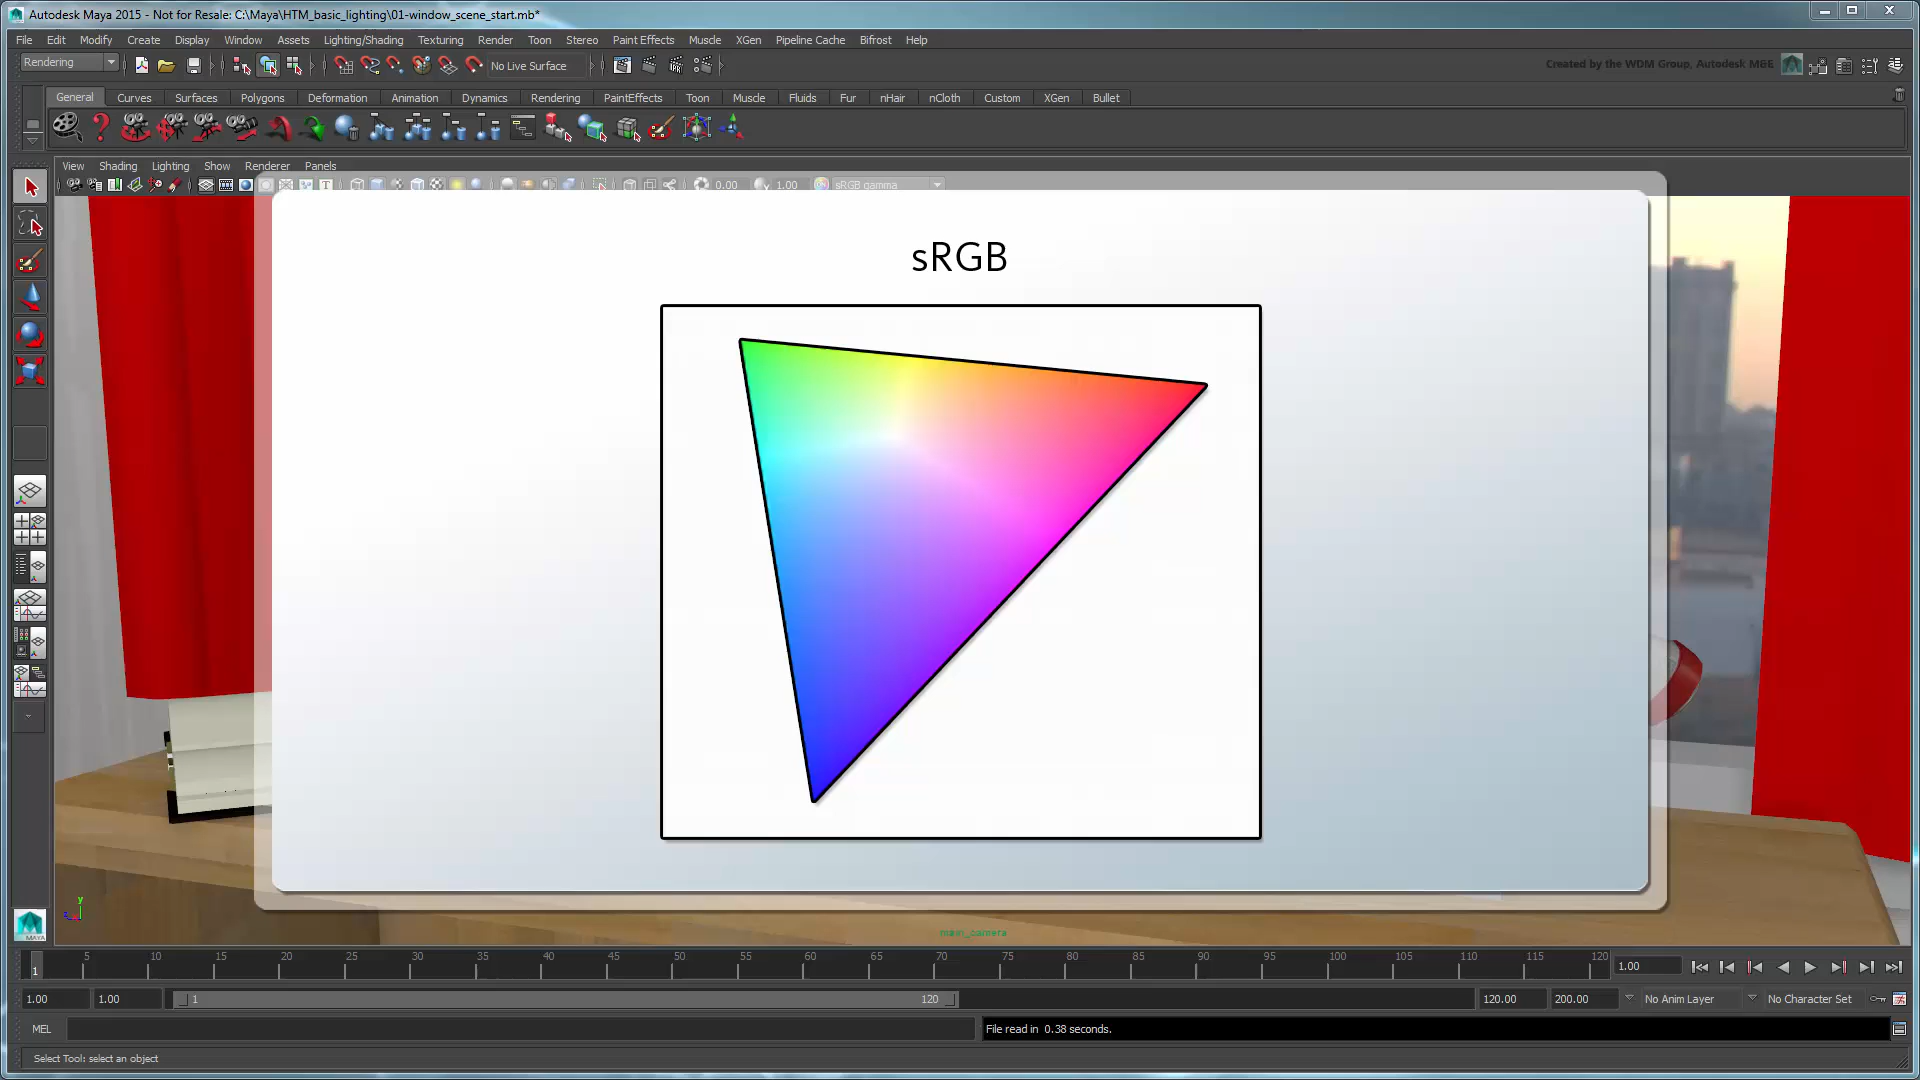 Autodesk Maya 2015 - Not for Resale: C:\Maya\HTM_basic_lighting\01-window_scene_start.mb*
File Edit Modify Create Display Window Assets Lighting/Shading Texturing Render Toon Stereo Paint Effects Muscle XGen Pipeline Cache Bifrost Help
Rendering No Live Surface Created by the WDM Group, Autodesk M&E
General Curves Surfaces Polygons Deformation Animation Dynamics Rendering PaintEffects Toon Muscle Fluids Fur nHair nCloth Custom XGen Bullet
View Shading Lighting Show Renderer Panels
0.00 1.00 sRGB gamma
sRGB
y
MAYA
main_camera
1 5 10 15 20 25 30 35 40 45 50 55 60 65 70 75 80 85 90 95 100 105 110 115 120 1.00
1.00 1.00 1 120 120.00 200.00 No Anim Layer No Character Set
MEL File read in 0.38 seconds.
Select Tool: select an object